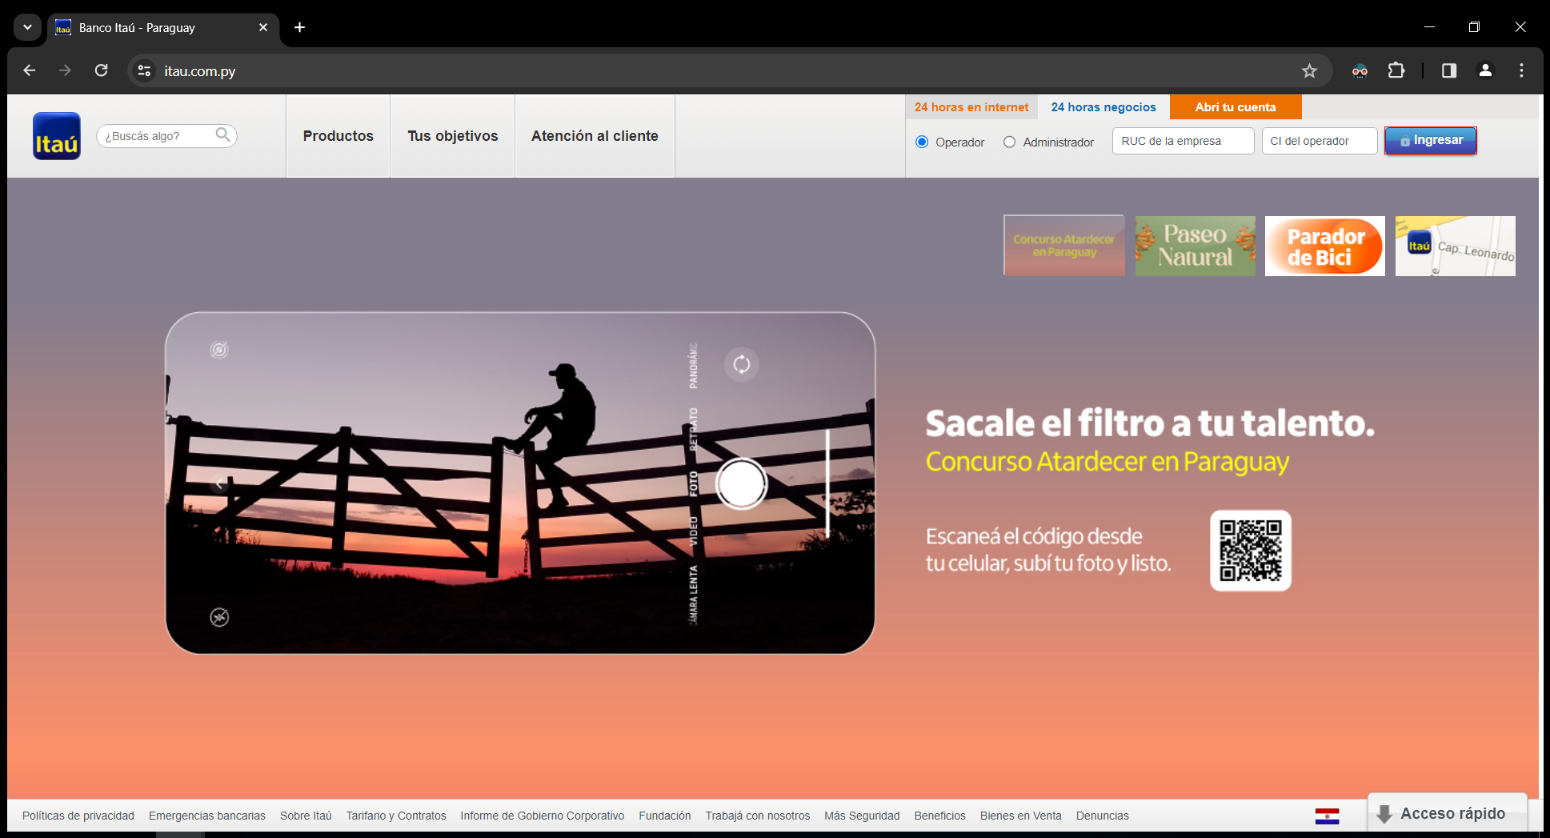 Banco Itaú - Paraguay
itau.com.py
Itaú
¿Buscás algo?
Productos
Tus objetivos
Atención al cliente
24 horas en internet
24 horas negocios
Abrí tu cuenta
Operador
Administrador
RUC de la empresa
CI del operador
Ingresar
Concurso Atardecer
en Paraguay
Paseo
Natural
Parador
de Bici
Itaú
Cap. Leonardo
PANORÁMIC
RETRATO
FOTO
VIDEO
CÁMARA LENTA
Sacale el filtro a tu talento.
Concurso Atardecer en Paraguay
Escaneá el código desde
tu celular, subí tu foto y listo.
Políticas de privacidad
Emergencias bancarias
Sobre Itaú
Tarifario y Contratos
Informe de Gobierno Corporativo
Fundación
Trabajá con nosotros
Más Seguridad
Beneficios
Bienes en Venta
Denuncias
Acceso rápido